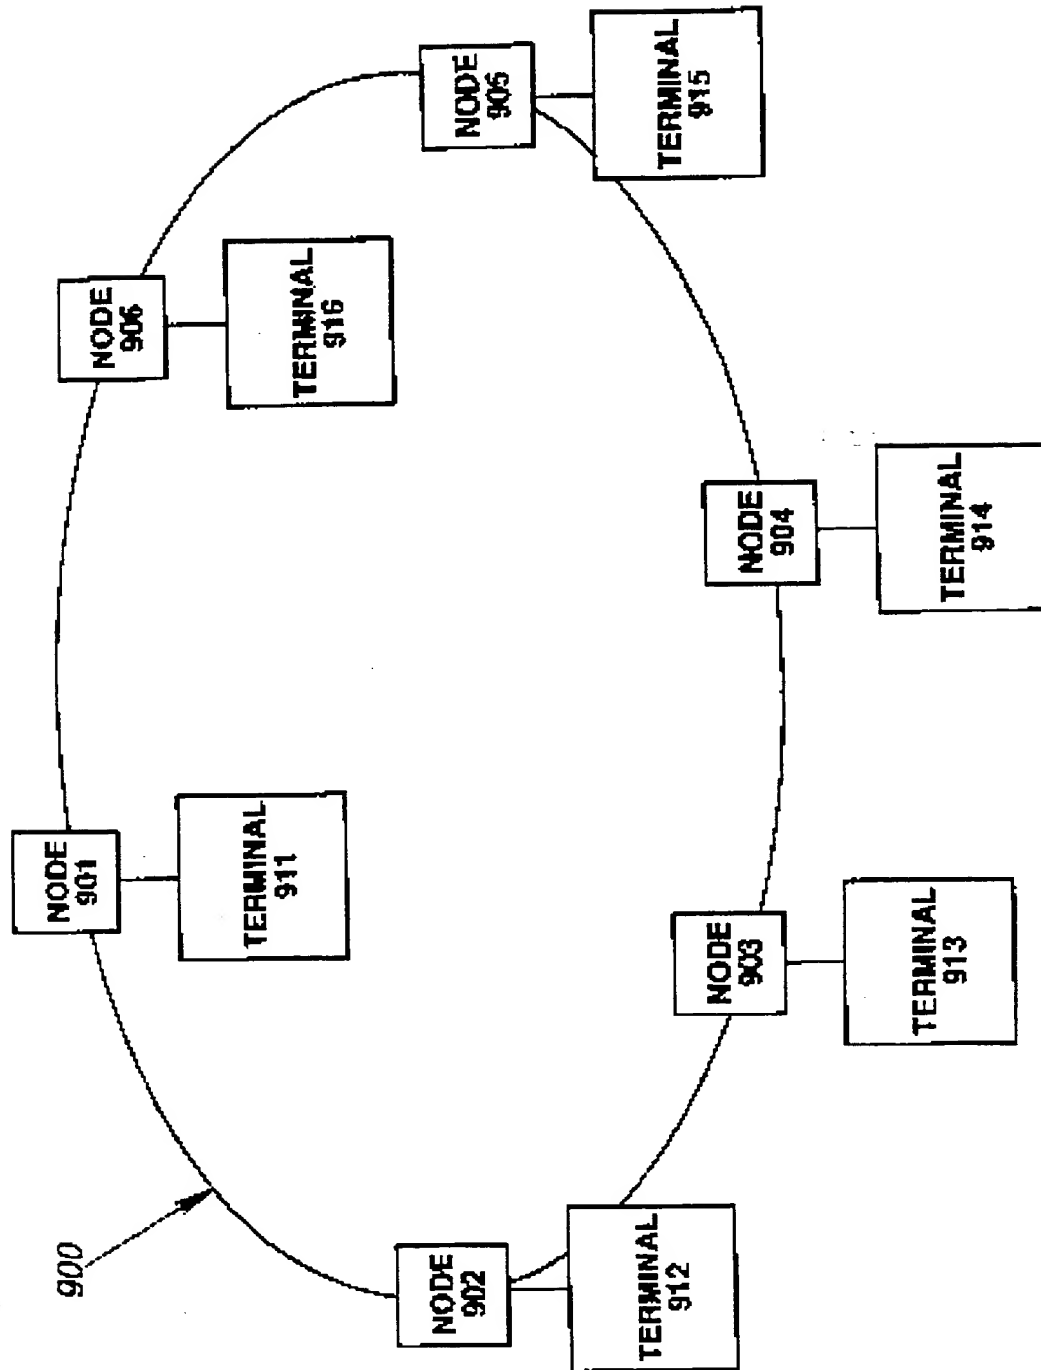 900
NODE
901
TERMINAL
911
NODE
902
TERMINAL
912
NODE
903
TERMINAL
913
NODE
904
TERMINAL
914
NODE
905
TERMINAL
915
NODE
906
TERMINAL
916